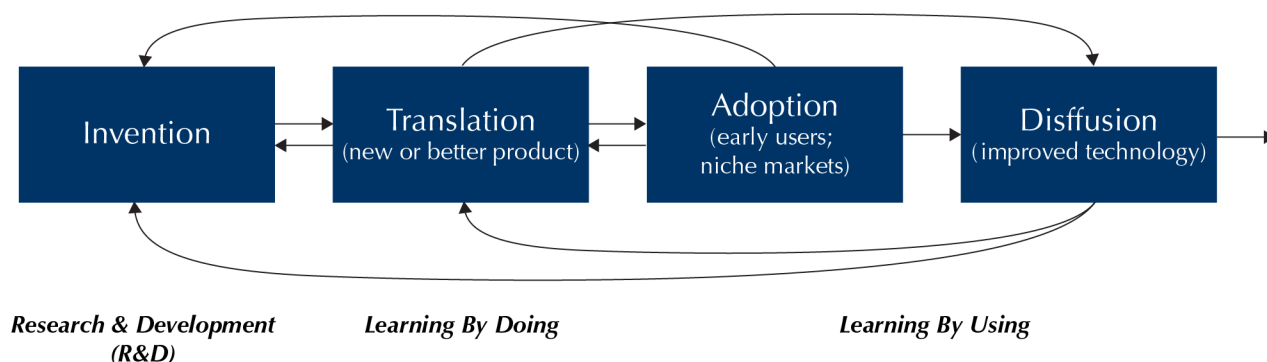 Invention
Translation
(new or better product)
Adoption
(early users;
niche markets)
Disffusion
(improved technology)
Research & Development
(R&D)
Learning By Doing
Learning By Using